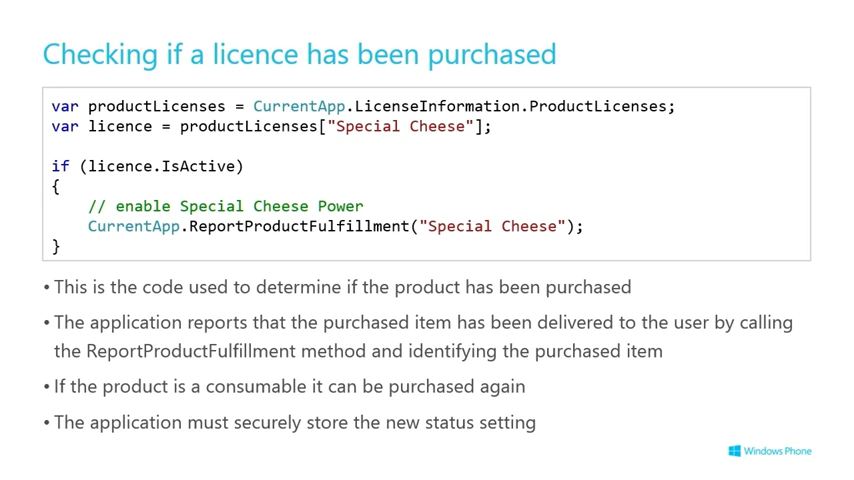 Checking if a licence has been purchased
var productLicenses = CurrentApp.LicenseInformation.ProductLicenses;
var licence = productLicenses["Special Cheese"];
if (licence.IsActive)
{
// enable Special Cheese Power
CurrentApp.ReportProductFulfillment("Special Cheese");
}
• This is the code used to determine if the product has been purchased
• The application reports that the purchased item has been delivered to the user by calling
the ReportProductFulfillment method and identifying the purchased item
• If the product is a consumable it can be purchased again
• The application must securely store the new status setting
Windows Phone